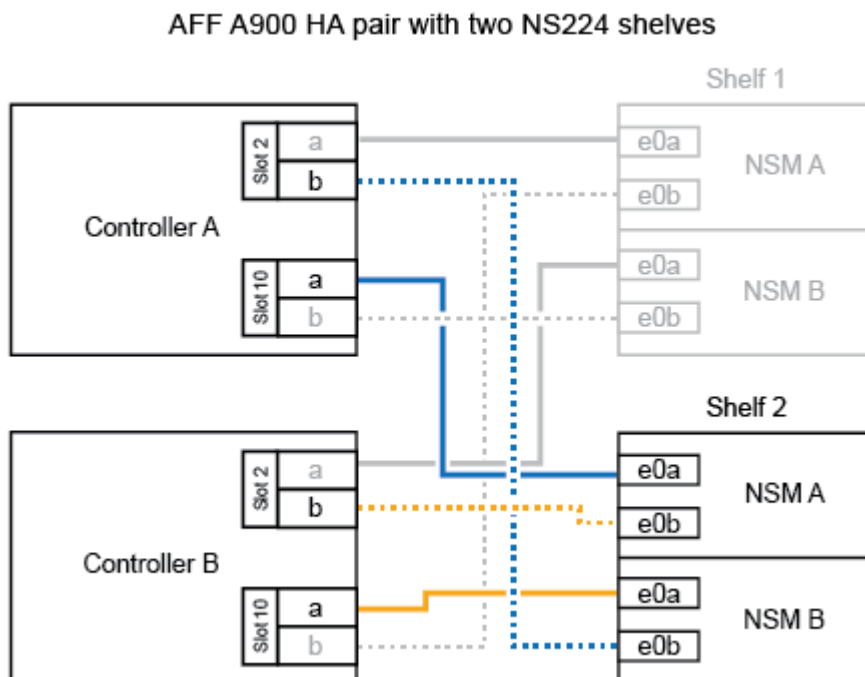 AFF A900 HA pair with two NS224 shelves
Shelf 1
Controller A
Slot 2
a
b
Slot 10
a
b
e0a
e0b
NSM A
e0a
e0b
NSM B
Shelf 2
Controller B
Slot 2
a
b
Slot 10
a
b
e0a
e0b
NSM A
e0a
e0b
NSM B